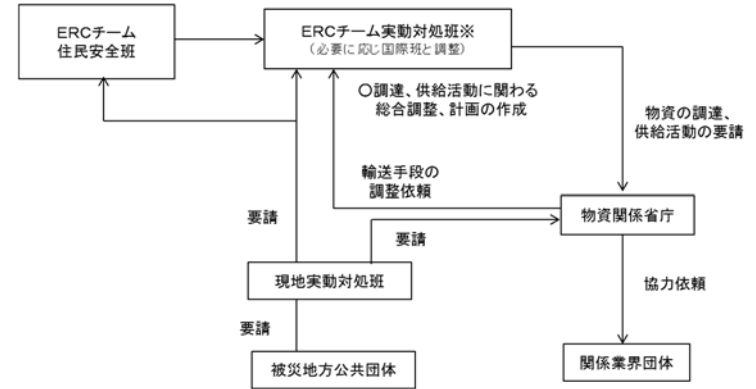 ERCチーム
住民安全班
ERCチーム実動対処班※
(必要に応じ国際班と調整)
〇調達、供給活動に関わる
総合調整、計画の作成
物資の調達、
供給活動の要請
輸送手段の
調整依頼
要請
要請
物資関係省庁
現地実動対処班
協力依頼
要請
被災地方公共団体
関係業界団体